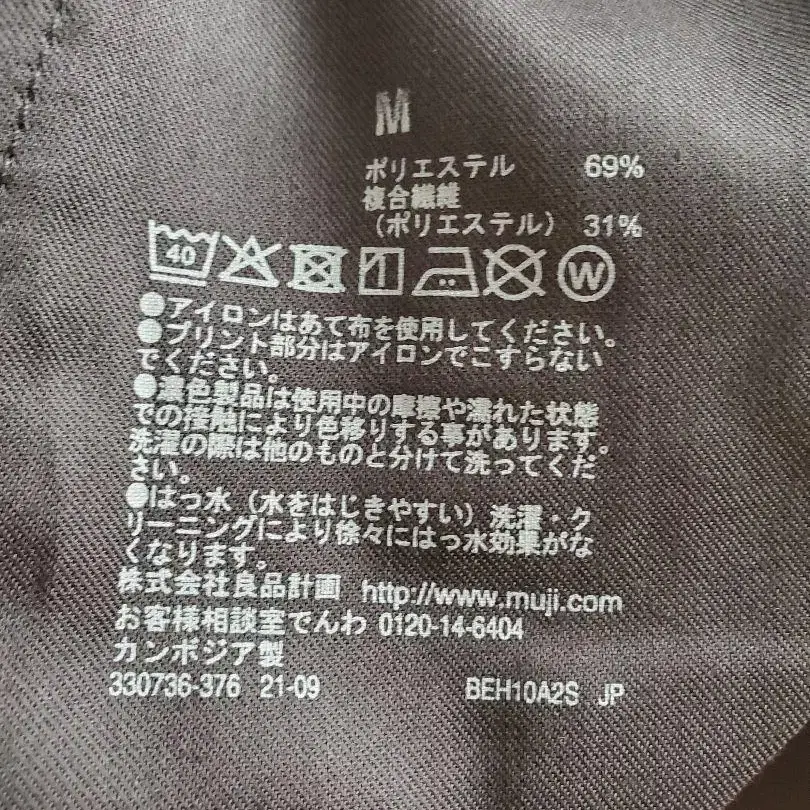 M
ポリエステル 69%
複合繊維
(ポリエステル) 31%
40
W
●アイロンはあて布を使用してください。
●プリント部分はアイロンでこすらない
でください。
●濃色製品は使用中の摩擦や濡れた状態
での接触により色移りする事があります。
洗濯の際は他のものと分けて洗ってくだ
さい。
●はっ水(水をはじきやすい)洗濯・ク
リーニングにより徐々にはっ水効果がな
くなります。
株式会社良品計画 http://www.muji.com
お客様相談室でんわ 0120-14-6404
カンボジア製
330736-376 21-09 BEH10A2S JP